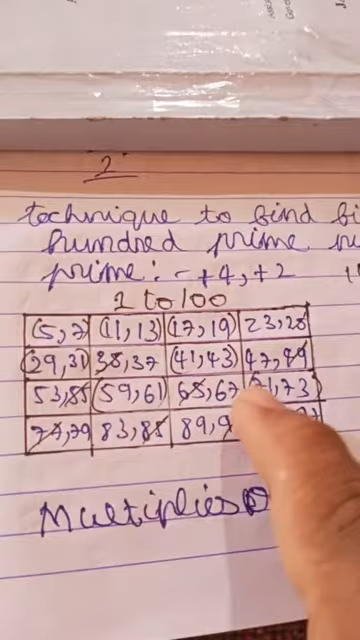 2
technique to find
hundred prime
prime: - +4, +2
1 to 100
(5, 7) (11, 13) (17, 19) 23, 25
(29, 31) 35, 37 (41, 43) 47, 49
53, 55 (59, 61) 65, 67 71, 73)
77, 79 83, 85 89,
Multiplies